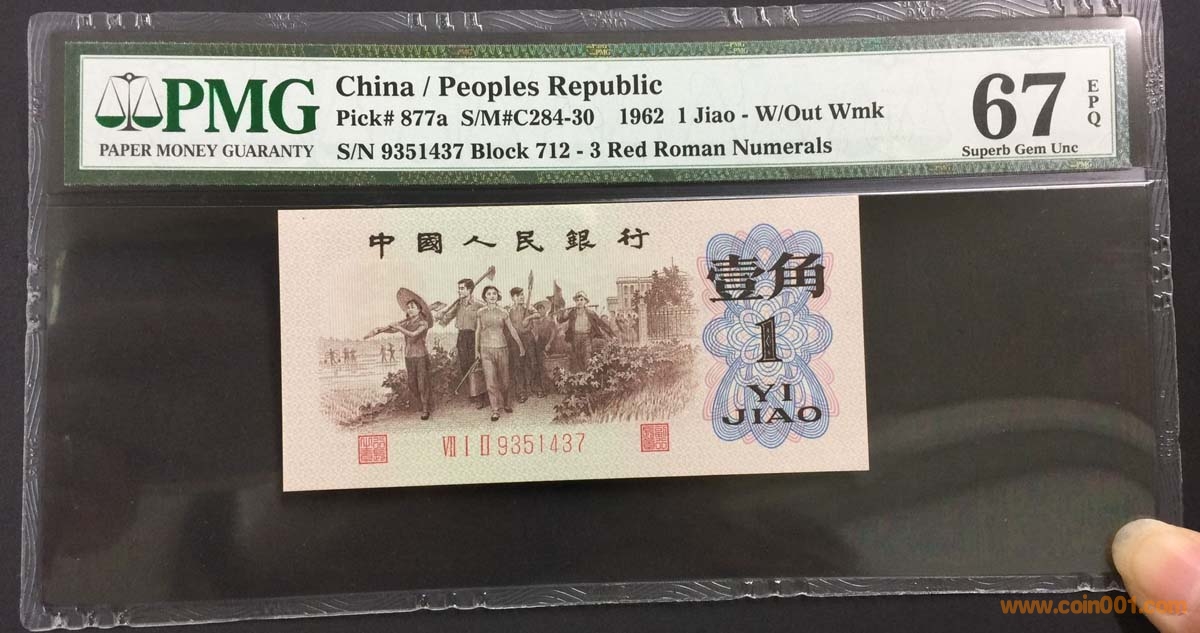 PMG
PAPER MONEY GUARANTY
China / Peoples Republic
Pick# 877a S/M#C284-30 1962 1 Jiao - W/Out Wmk
S/N 9351437 Block 712 - 3 Red Roman Numerals
67
EPQ
Superb Gem Unc
中國人民銀行
壹角
1
YI
JIAO
Ⅶ Ⅰ Ⅱ 9351437
www.coin001.com